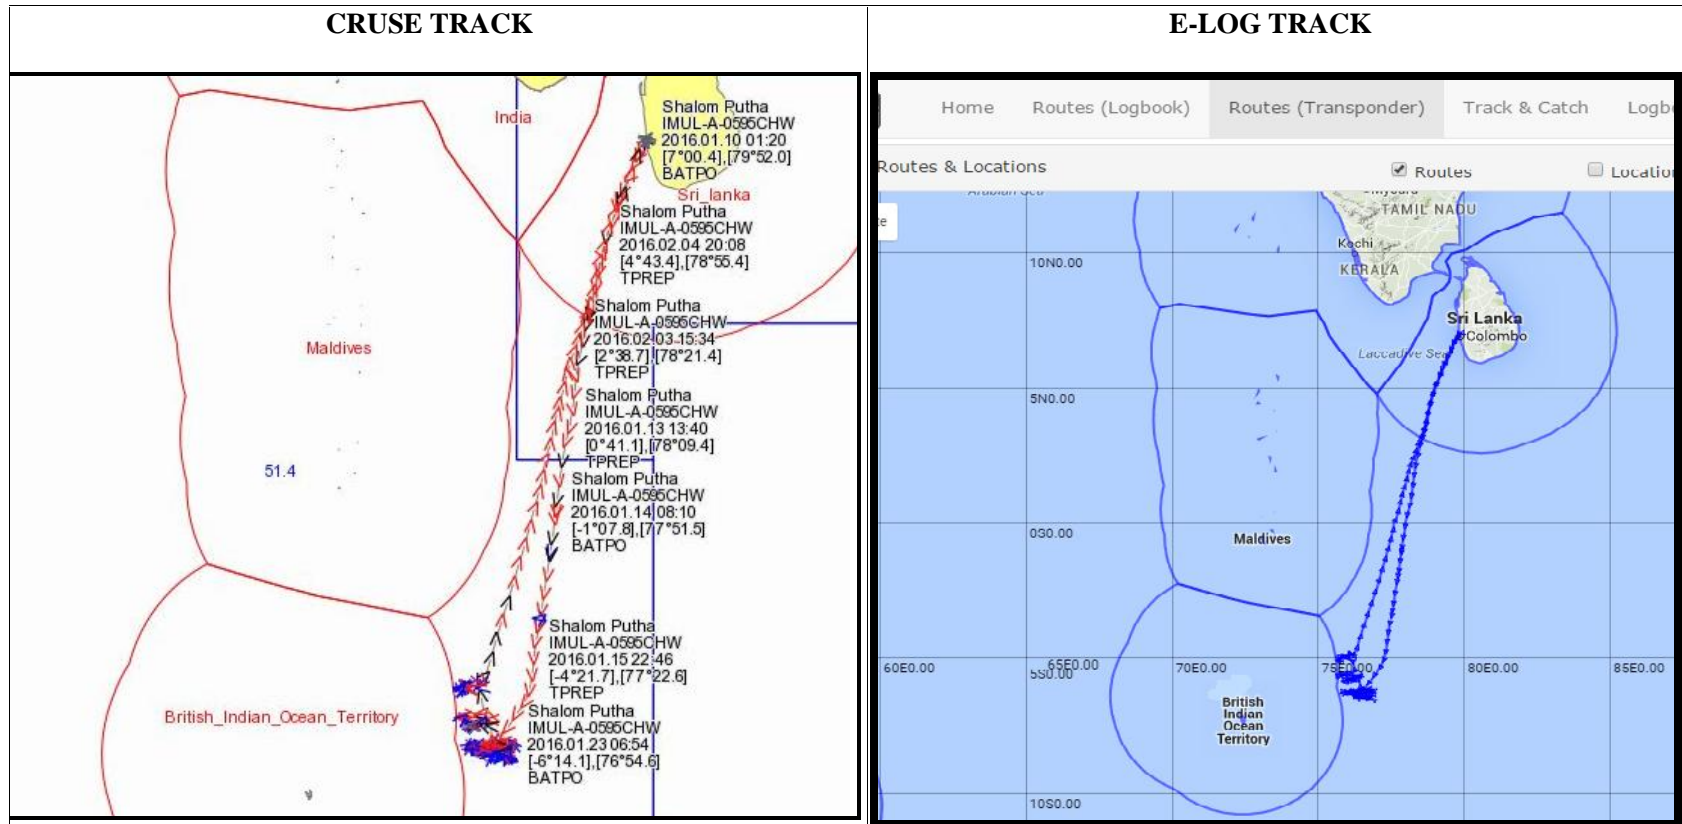 CRUSE TRACK
E-LOG TRACK
India
Shalom Putha
IMUL-A-0595CHW
2016.01.10 01:20
[7°00.4],[79°52.0]
BATPO
Sri_lanka
Shalom Putha
IMUL-A-0595CHW
2016.02.04 20:08
[4°43.4],[78°55.4]
TPREP
Shalom Putha
IMUL-A-0595CHW
2016.02.03 15:34
[2°38.7],[78°21.4]
TPREP
Maldives
Shalom Putha
IMUL-A-0595CHW
2016.01.13 13:40
[0°41.1],[78°09.4]
TPREP
51.4
Shalom Putha
IMUL-A-0595CHW
2016.01.14 08:10
[-1°07.8],[77°51.5]
BATPO
Shalom Putha
IMUL-A-0595CHW
2016.01.15 22:46
[-4°21.7],[77°22.6]
TPREP
British_Indian_Ocean_Territory
Shalom Putha
IMUL-A-0595CHW
2016.01.23 06:54
[-6°14.1],[76°54.6]
BATPO
Home Routes (Logbook) Routes (Transponder) Track & Catch Logb
Routes & Locations Routes Locatio
Arabian Sea
TAMIL NADU
Kochi
KERALA
10N0.00
Sri Lanka
Colombo
Laccadive Sea
5N0.00
0S0.00
Maldives
60E0.00 65E0.00 70E0.00 75E0.00 80E0.00 85E0.00
5S0.00
British
Indian
Ocean
Territory
10S0.00